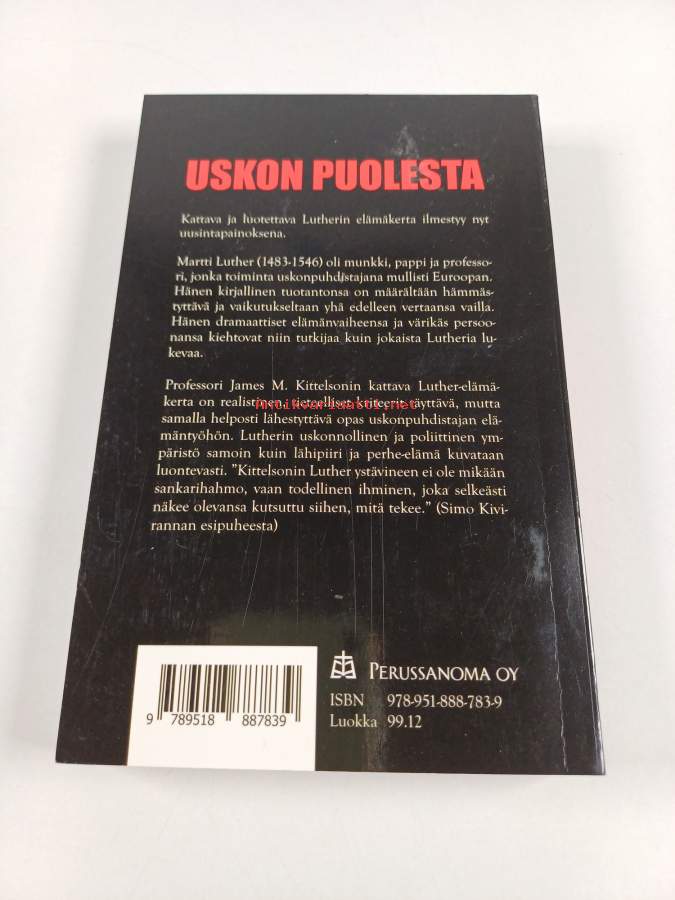 USKON PUOLESTA
Kattava ja luotettava Lutherin elämäkerta ilmestyy nyt
uusintapainoksena.
Martti Luther (1483-1546) oli munkki, pappi ja professo-
ri, jonka toiminta uskonpuhdistajana mullisti Euroopan.
Hänen kirjallinen tuotantonsa on määrältään hämmäs-
tyttävä ja vaikutukseltaan yhä edelleen vertaansa vailla.
Hänen dramaattiset elämänvaiheensa ja värikäs persoo-
nansa kiehtovat niin tutkijaa kuin jokaista Lutheria lu-
kevaa.
Professori James M. Kittelsonin kattava Luther-elämä-
kerta on realistinen, tieteelliset kriteerit täyttävä, mutta
antikvariaatti.net
samalla helposti lähestyttävä opas uskonpuhdistajan elä-
mäntyöhön. Lutherin uskonnollinen ja poliittinen ym-
päristö samoin kuin lähipiiri ja perhe-elämä kuvataan
luontevasti. ”Kittelsonin Luther ystävineen ei ole mikään
sankarihahmo, vaan todellinen ihminen, joka selkeästi
näkee olevansa kutsuttu siihen, mitä tekee.” (Simo Kivi-
rannan esipuheesta)
PERUSSANOMA OY
ISBN 978-951-888-783-9
Luokka 99.12
9 789518 887839